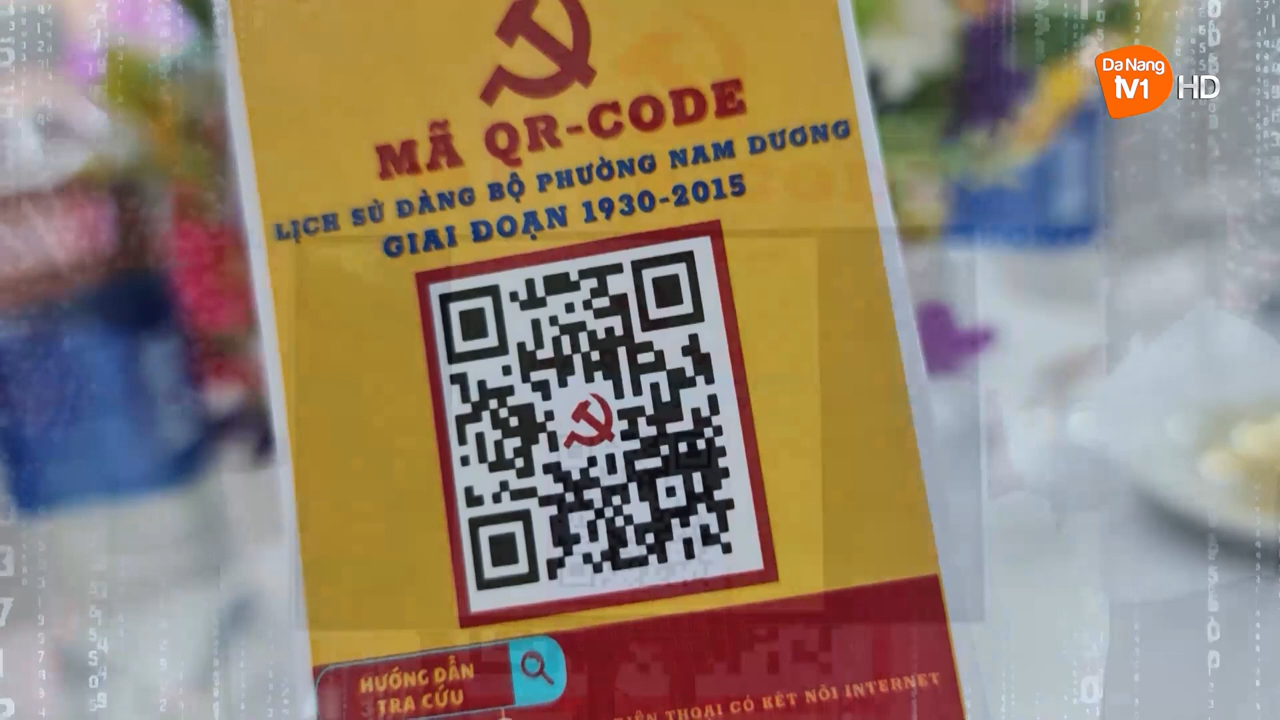 Da Nang
TV1 HD
MÃ QR-CODE
LỊCH SỬ ĐẢNG BỘ PHƯỜNG NAM DƯƠNG
GIAI ĐOẠN 1930-2015
HƯỚNG DẪN
TRA CỨU
THOẠI CÓ KẾT NỐI INTERNET